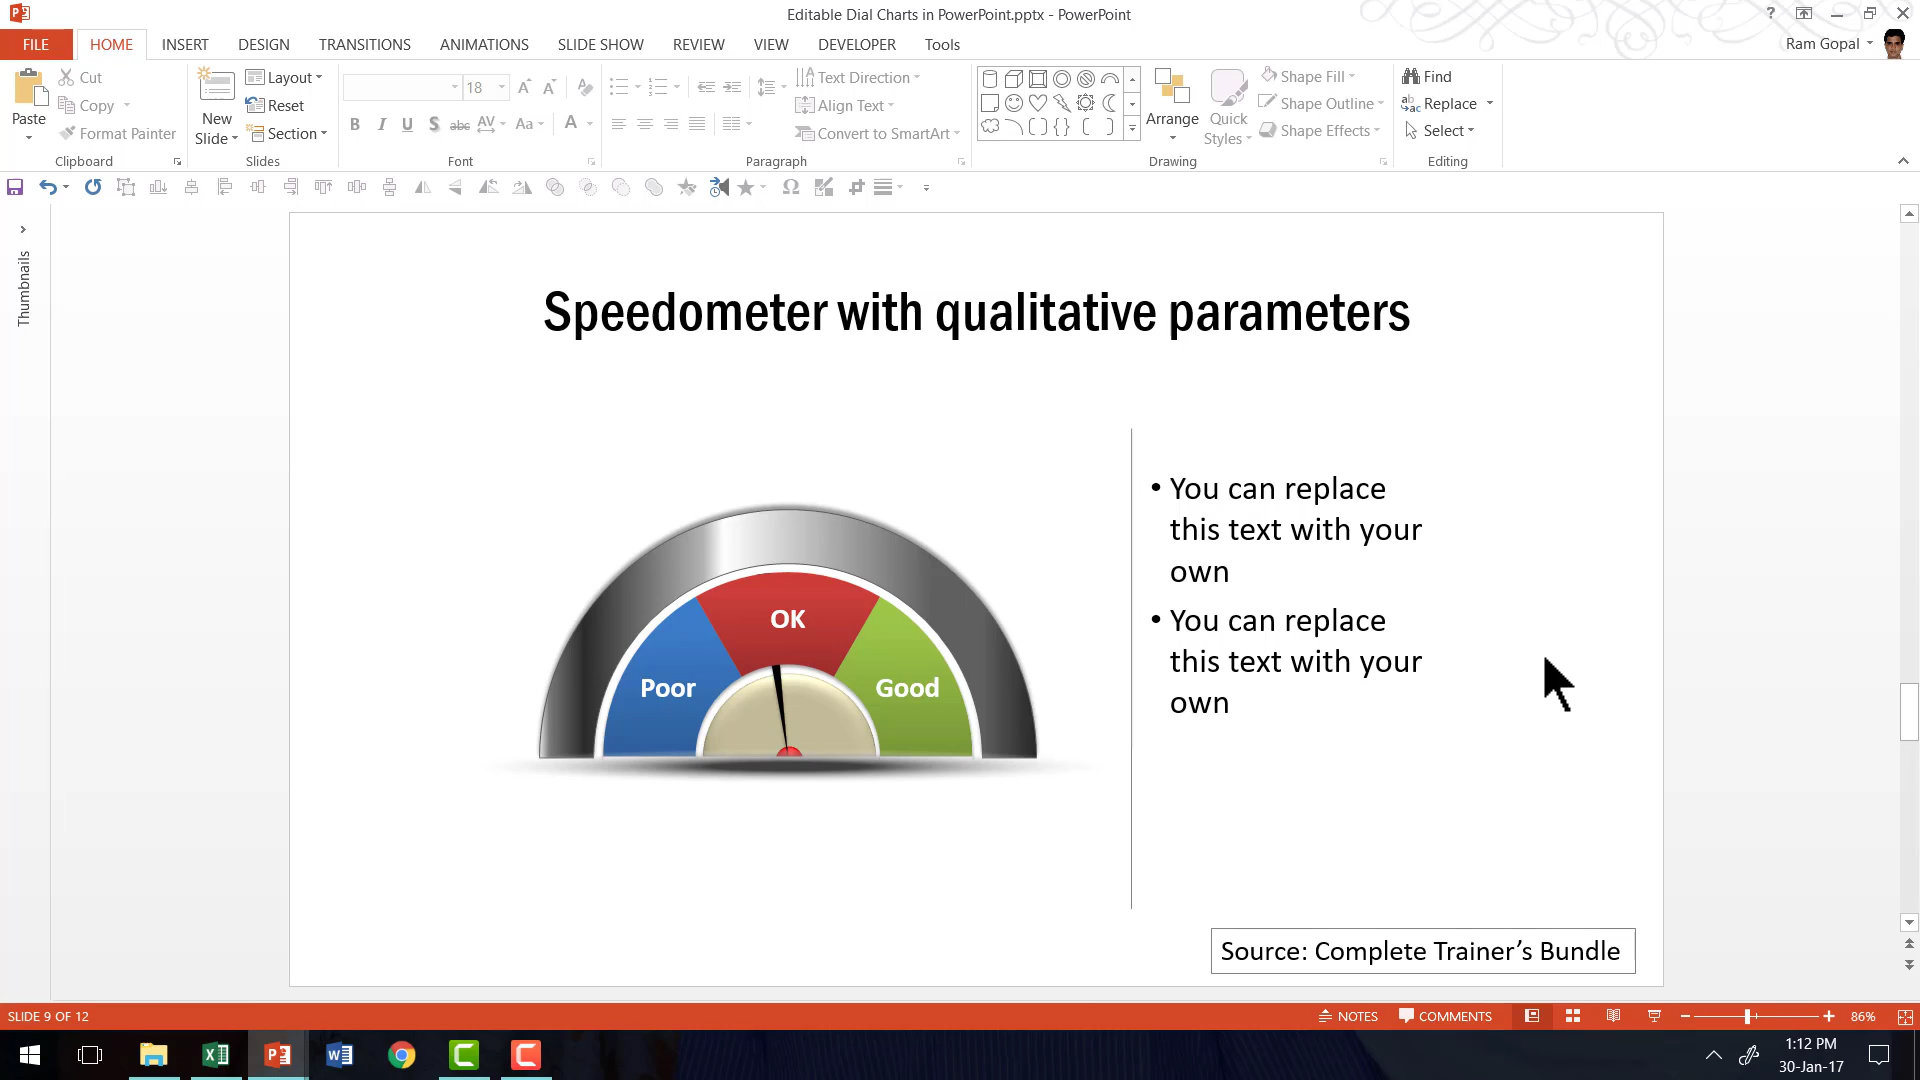 Editable Dial Charts in PowerPoint.pptx - PowerPoint
?
FILE HOME INSERT DESIGN TRANSITIONS ANIMATIONS SLIDE SHOW REVIEW VIEW DEVELOPER Tools Ram Gopal
Paste
Cut
Copy
Format Painter
Clipboard
New
Slide
Layout
Reset
Section
Slides
18
B I U S abc AV Aa A
Font
Text Direction
Align Text
Convert to SmartArt
Paragraph
Arrange
Quick
Styles
Shape Fill
Shape Outline
Shape Effects
Drawing
Find
Replace
Select
Editing
Thumbnails
Speedometer with qualitative parameters
Poor
OK
Good
• You can replace
this text with your
own
• You can replace
this text with your
own
Source: Complete Trainer’s Bundle
SLIDE 9 OF 12 NOTES COMMENTS 86%
1:12 PM
30-Jan-17